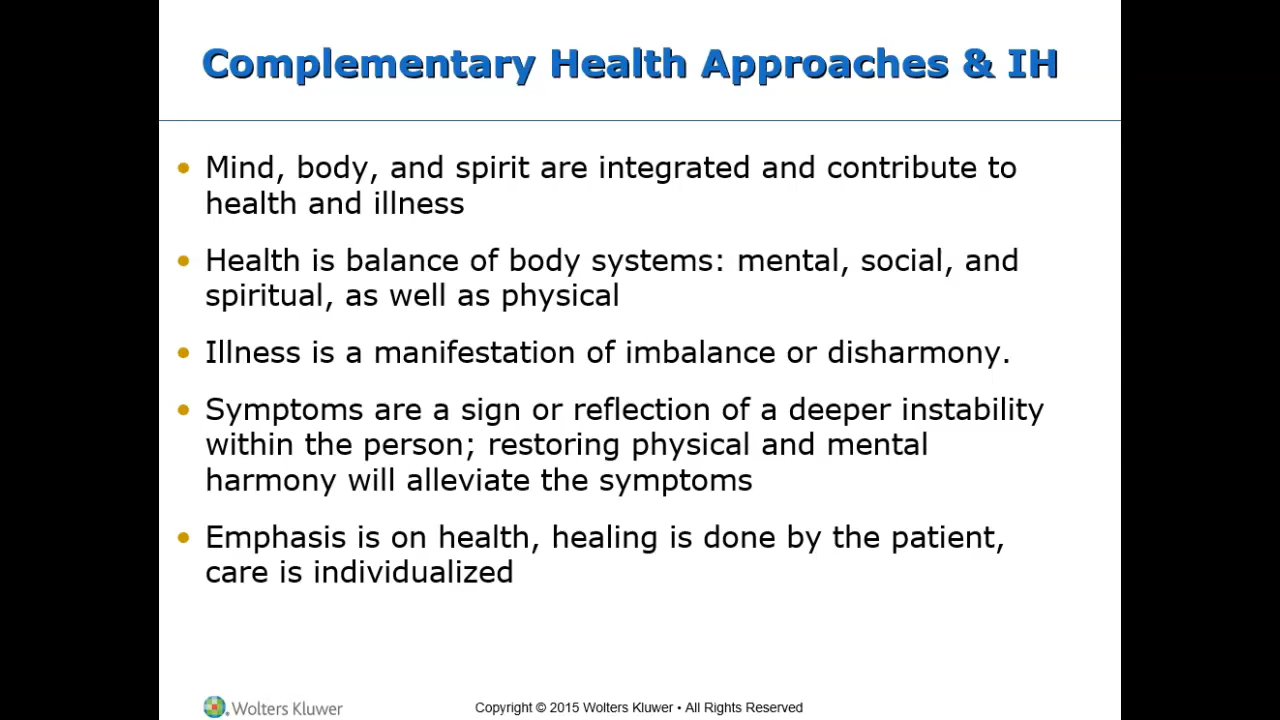 Complementary Health Approaches & IH
• Mind, body, and spirit are integrated and contribute to
health and illness
• Health is balance of body systems: mental, social, and
spiritual, as well as physical
• Illness is a manifestation of imbalance or disharmony.
• Symptoms are a sign or reflection of a deeper instability
within the person; restoring physical and mental
harmony will alleviate the symptoms
• Emphasis is on health, healing is done by the patient,
care is individualized
Wolters Kluwer
Copyright © 2015 Wolters Kluwer • All Rights Reserved